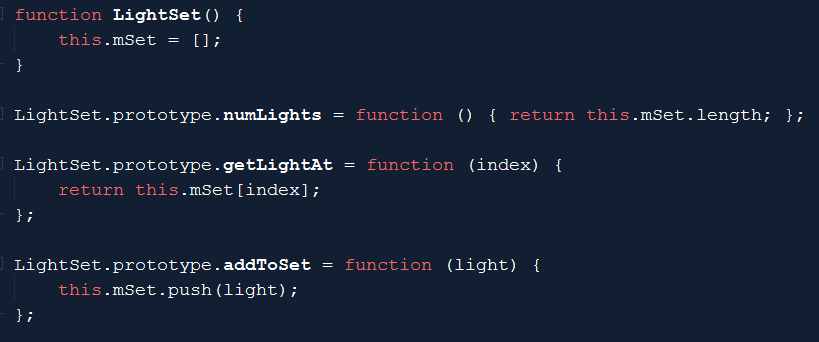 function LightSet() {
    this.mSet = [];
}

LightSet.prototype.numLights = function () { return this.mSet.length; };

LightSet.prototype.getLightAt = function (index) {
    return this.mSet[index];
};

LightSet.prototype.addToSet = function (light) {
    this.mSet.push(light);
};